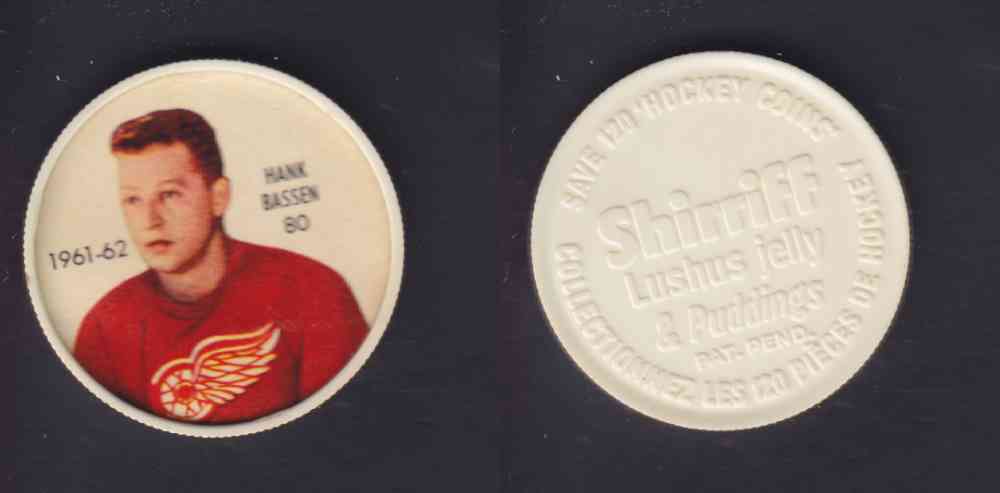 HANK
BASSEN
80
1961-62
SAVE 120 "HOCKEY COINS"
Shirriff
Lushus jelly
& Puddings
PAT. PEND.
COLLECTIONNEZ LES 120 PIÈCES DE HOCKEY